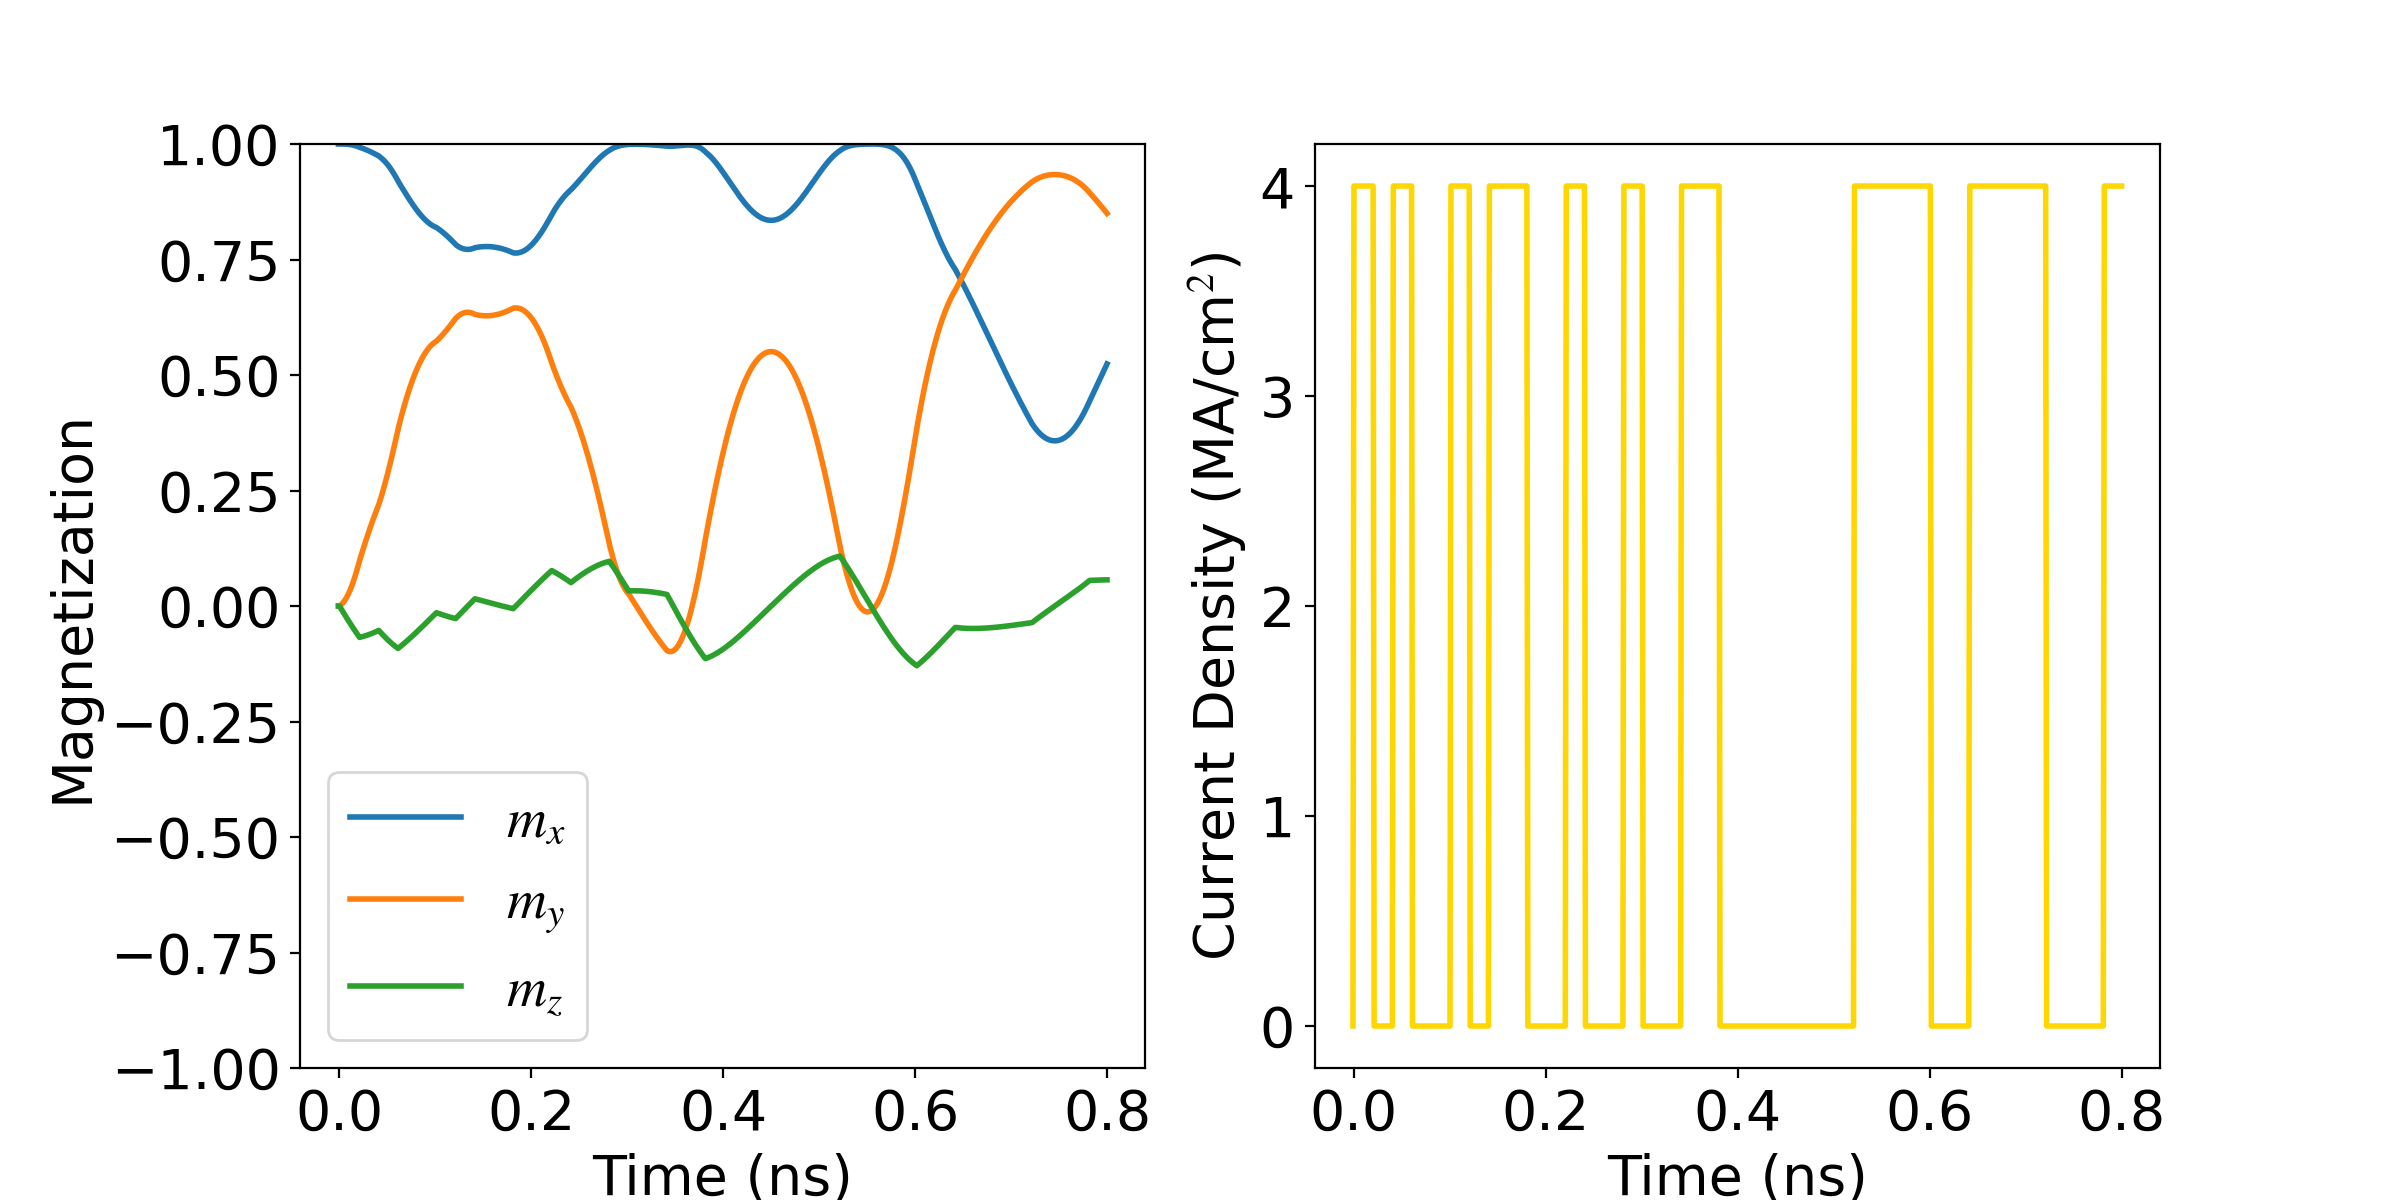 1.00
0.75
0.50
0.25
0.00
−0.25
−0.50
−0.75
−1.00
Magnetization
m_x
m_y
m_z
0.0 0.2 0.4 0.6 0.8
Time (ns)
4
3
2
1
0
Current Density (MA/cm²)
0.0 0.2 0.4 0.6 0.8
Time (ns)